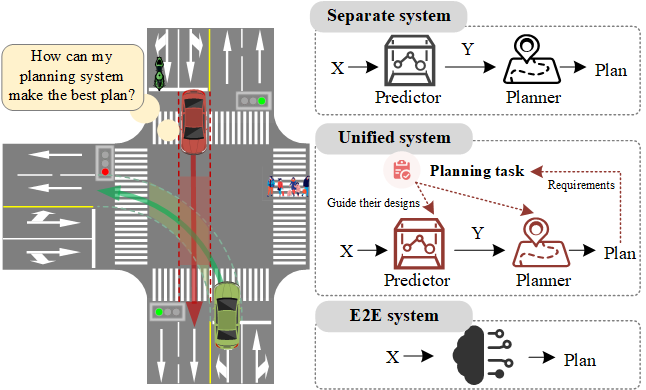 How can my
planning system
make the best plan?
Separate system
X
Y
Plan
Predictor
Planner
Unified system
Planning task
Requirements
Guide their designs
X
Y
Plan
Predictor
Planner
E2E system
X
Plan